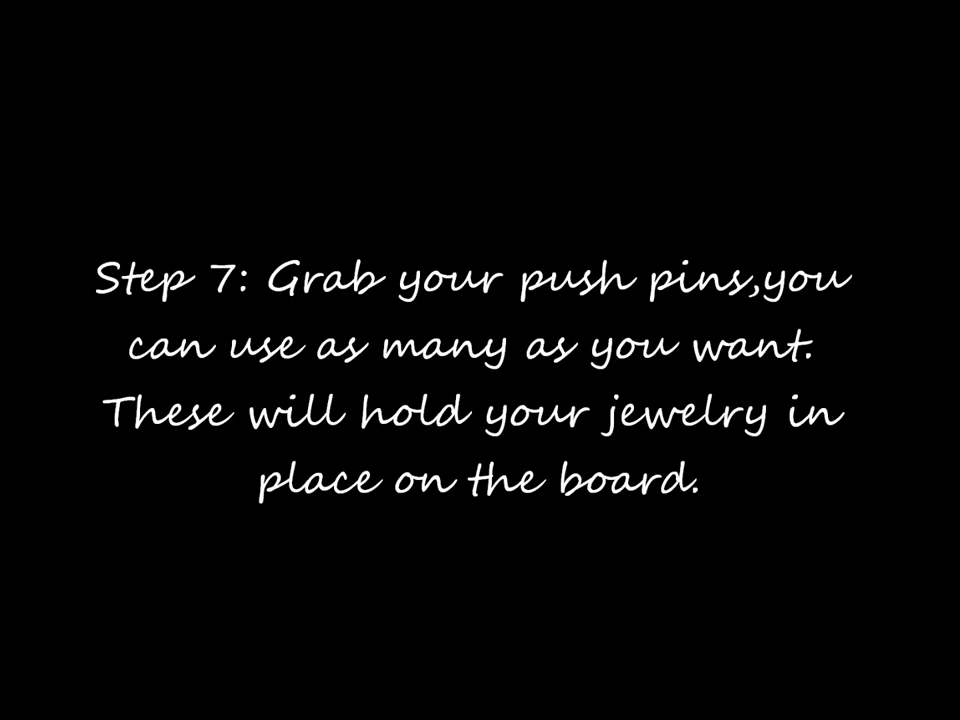 Step 7: Grab your push pins,you
can use as many as you want.
These will hold your jewelry in
place on the board.